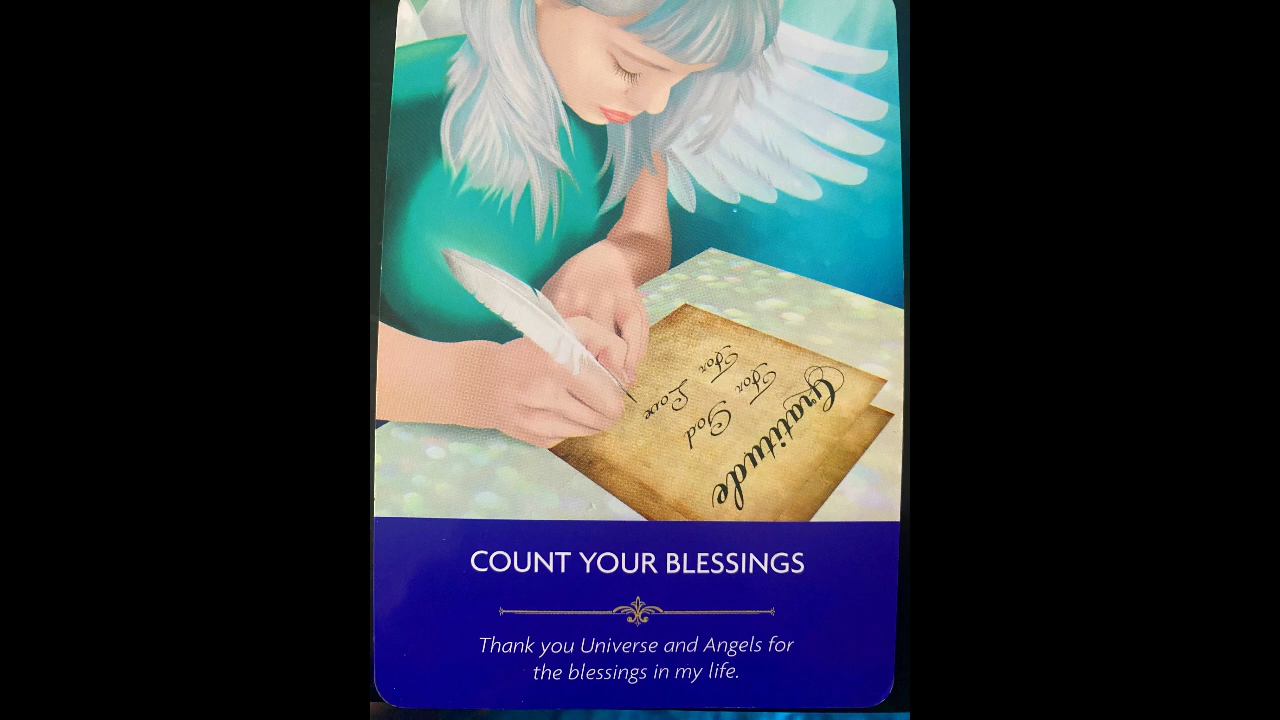 Gratitude
For God
For Love
COUNT YOUR BLESSINGS
Thank you Universe and Angels for
the blessings in my life.